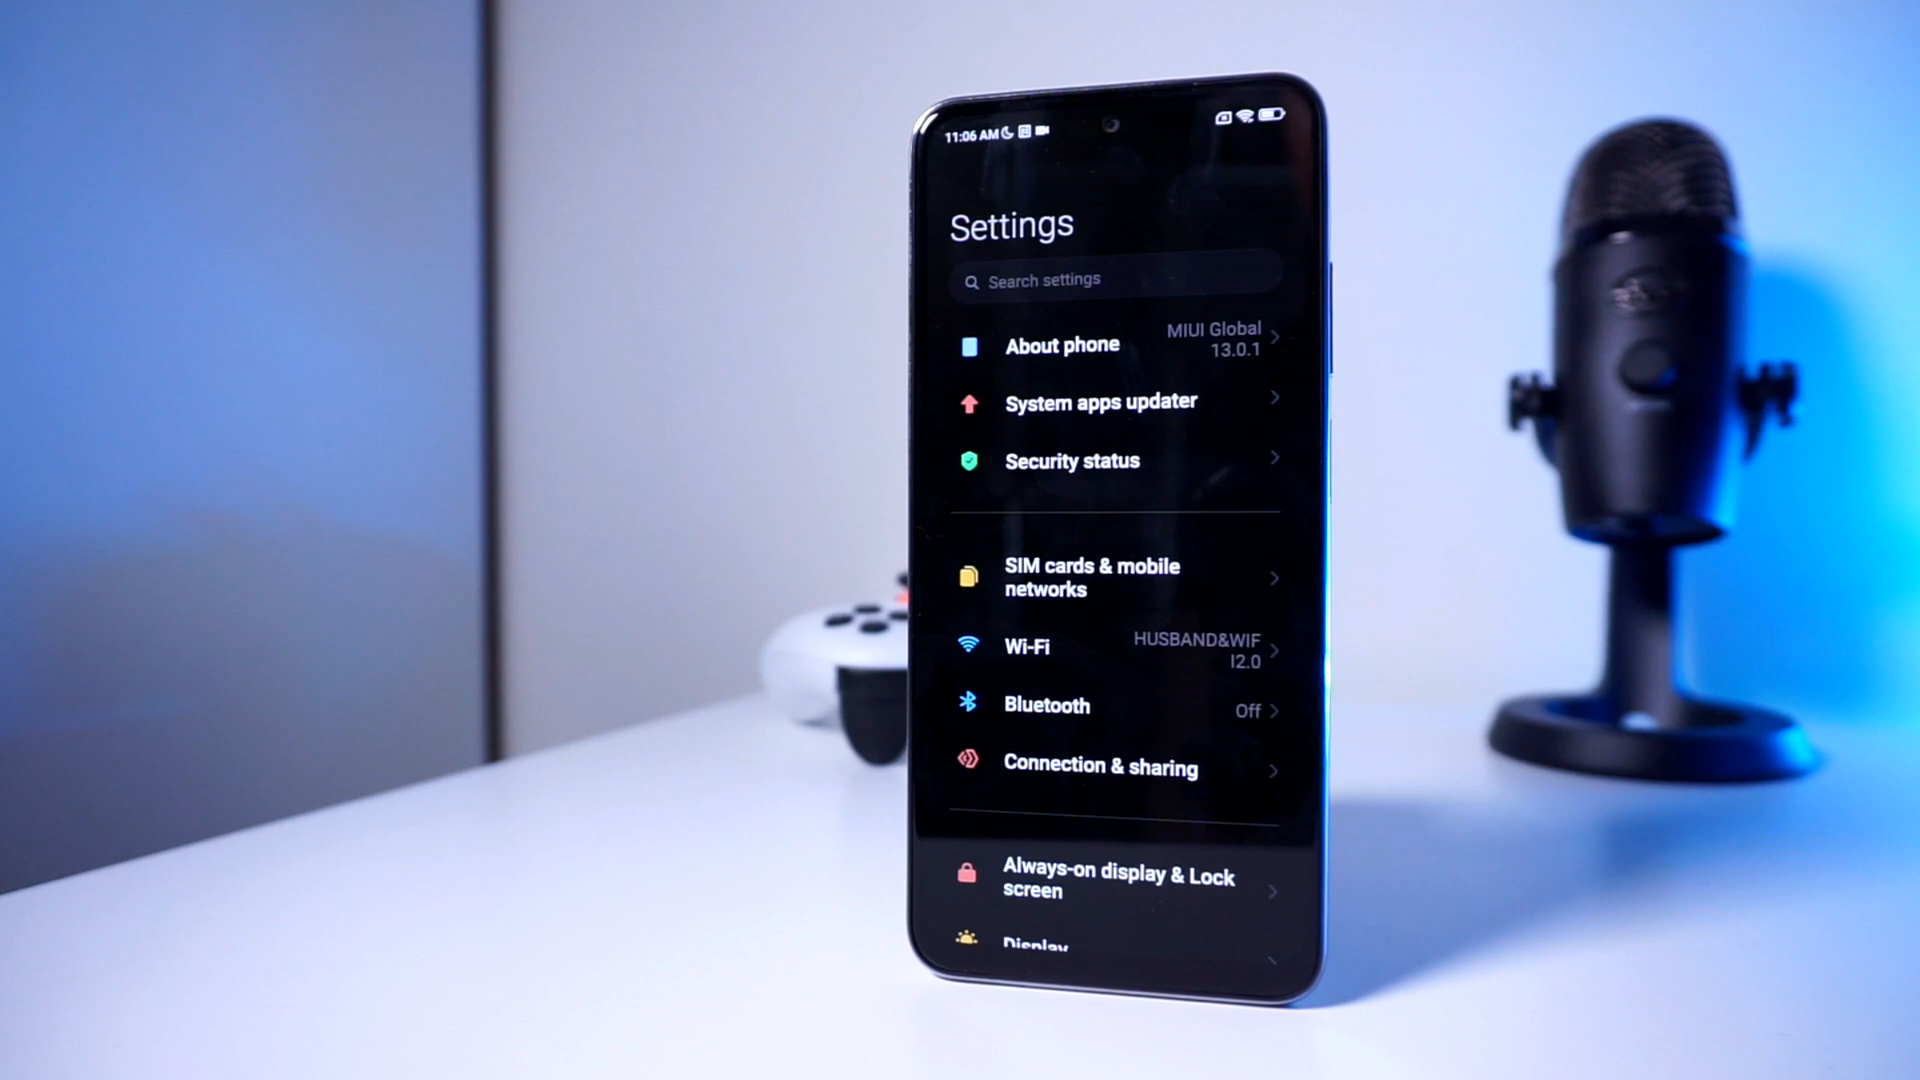 11:06 AM
Settings
Search settings
About phone
MIUI Global
13.0.1
System apps updater
Security status
SIM cards & mobile
networks
Wi-Fi
HUSBAND&WIF
I2.0
Bluetooth
Off
Connection & sharing
Always-on display & Lock
screen
Display